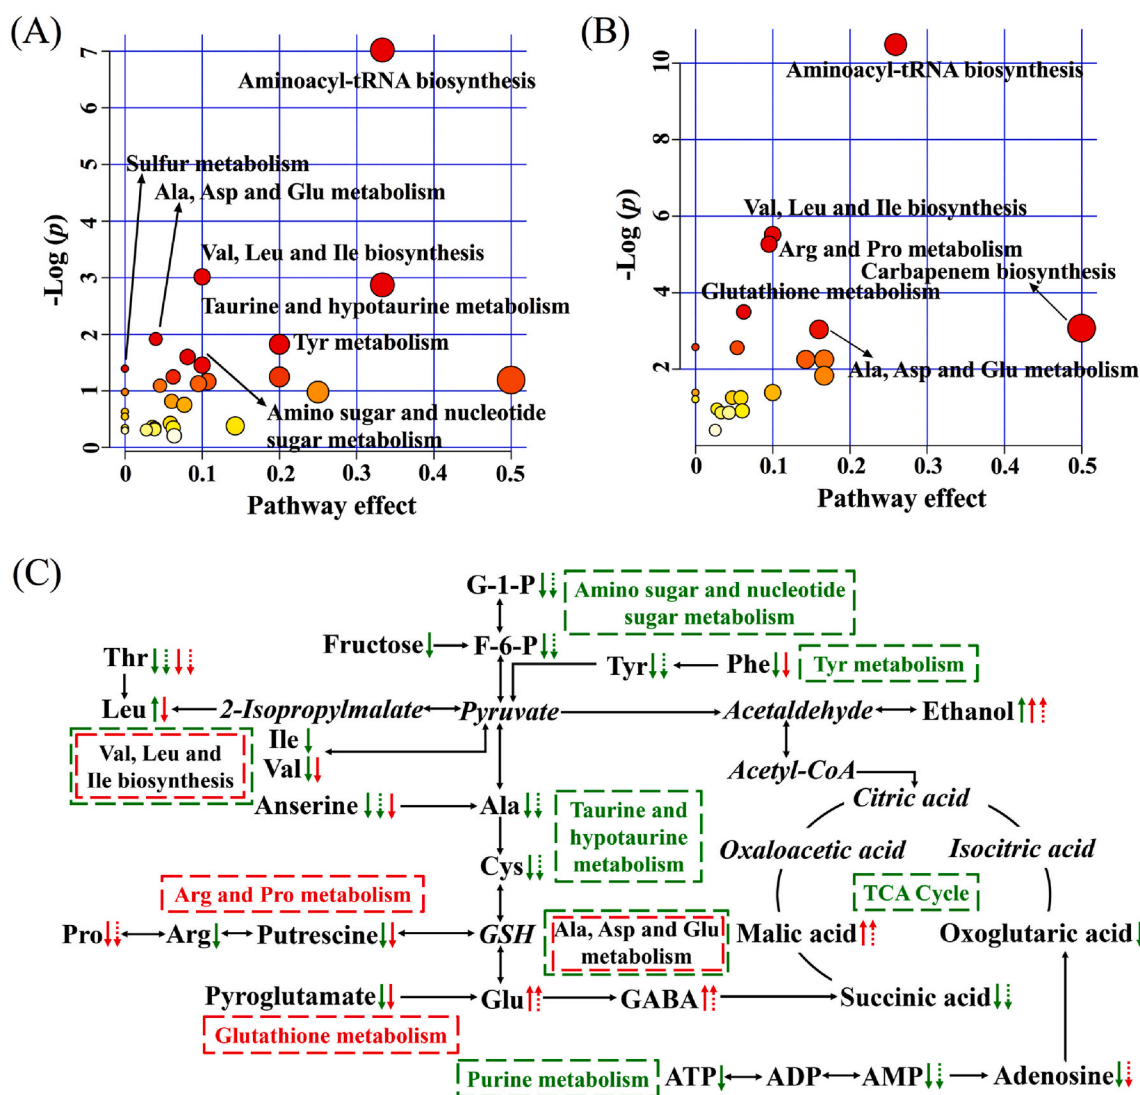 (A)
7
Aminoacyl-tRNA biosynthesis
6
5
Sulfur metabolism
Ala, Asp and Glu metabolism
4
-Log (p)
Val, Leu and Ile biosynthesis
3
Taurine and hypotaurine metabolism
2
Tyr metabolism
1
Amino sugar and nucleotide
sugar metabolism
0
0 0.1 0.2 0.3 0.4 0.5
Pathway effect
(B)
10
Aminoacyl-tRNA biosynthesis
8
Val, Leu and Ile biosynthesis
6
-Log (p)
Arg and Pro metabolism
Carbapenem biosynthesis
Glutathione metabolism
4
2
Ala, Asp and Glu metabolism
0 0.1 0.2 0.3 0.4 0.5
Pathway effect
(C)
G-1-P
Amino sugar and nucleotide
sugar metabolism
Fructose F-6-P
Thr Tyr Phe Tyr metabolism
Leu 2-Isopropylmalate Pyruvate Acetaldehyde Ethanol
Val, Leu and
Ile biosynthesis
Ile
Val
Acetyl-CoA
Citric acid
Anserine Ala
Taurine and
hypotaurine
metabolism
Oxaloacetic acid Isocitric acid
Cys
TCA Cycle
Arg and Pro metabolism
Pro Arg Putrescine GSH
Ala, Asp and Glu
metabolism
Malic acid Oxoglutaric acid
Pyroglutamate Glu GABA Succinic acid
Glutathione metabolism
Purine metabolism ATP ADP AMP Adenosine